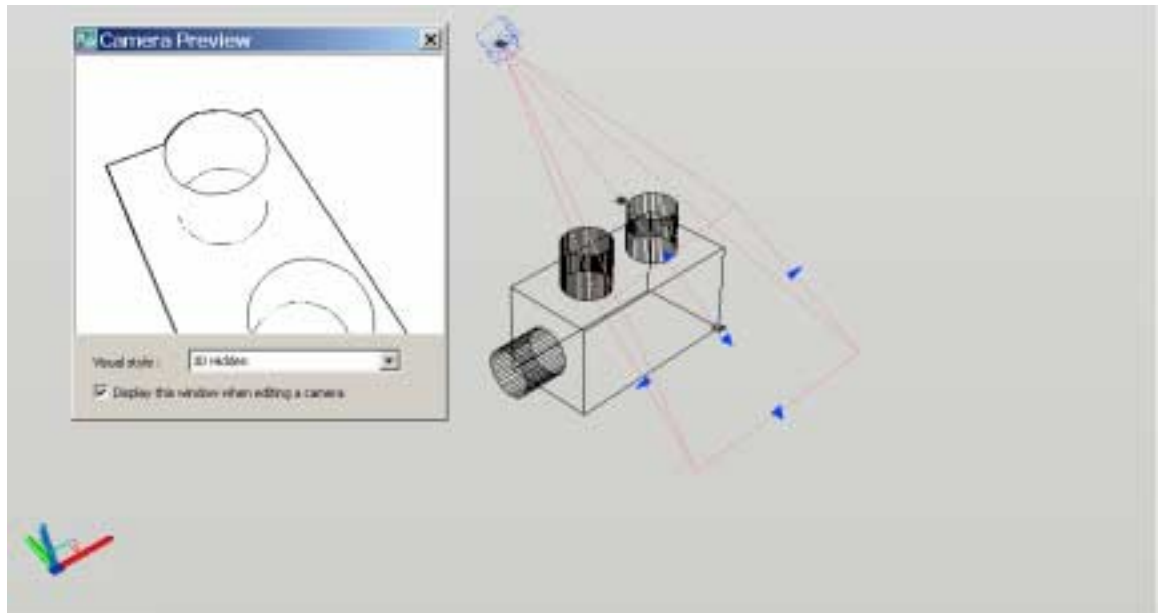 Camera Preview
Visual style :
3D Hidden
Display this window when editing a camera